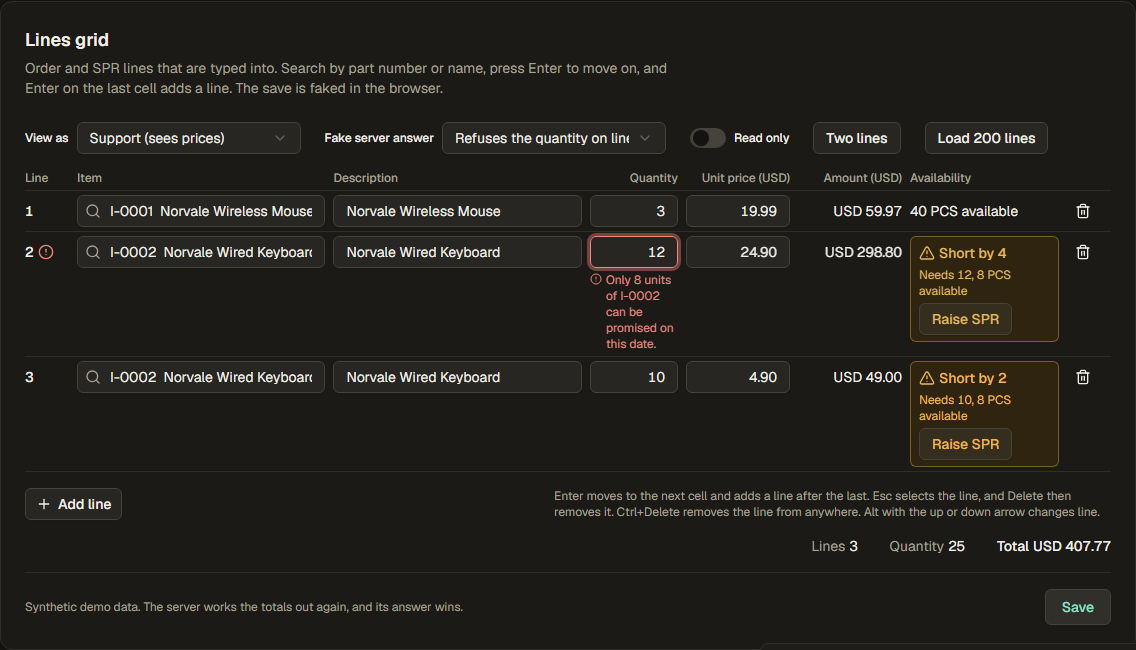 Lines grid
Order and SPR lines that are typed into. Search by part number or name, press Enter to move on, and
Enter on the last cell adds a line. The save is faked in the browser.
View as Support (sees prices) Fake server answer Refuses the quantity on line Read only Two lines Load 200 lines
Line Item Description Quantity Unit price (USD) Amount (USD) Availability
1 I-0001 Norvale Wireless Mouse Norvale Wireless Mouse 3 19.99 USD 59.97 40 PCS available
2 I-0002 Norvale Wired Keyboard Norvale Wired Keyboard 12 24.90 USD 298.80 Short by 4
Only 8 units
of I-0002
can be
promised on
this date.
Needs 12, 8 PCS
available
Raise SPR
3 I-0002 Norvale Wired Keyboard Norvale Wired Keyboard 10 4.90 USD 49.00 Short by 2
Needs 10, 8 PCS
available
Raise SPR
+ Add line
Enter moves to the next cell and adds a line after the last. Esc selects the line, and Delete then
removes it. Ctrl+Delete removes the line from anywhere. Alt with the up or down arrow changes line.
Lines 3 Quantity 25 Total USD 407.77
Synthetic demo data. The server works the totals out again, and its answer wins.
Save